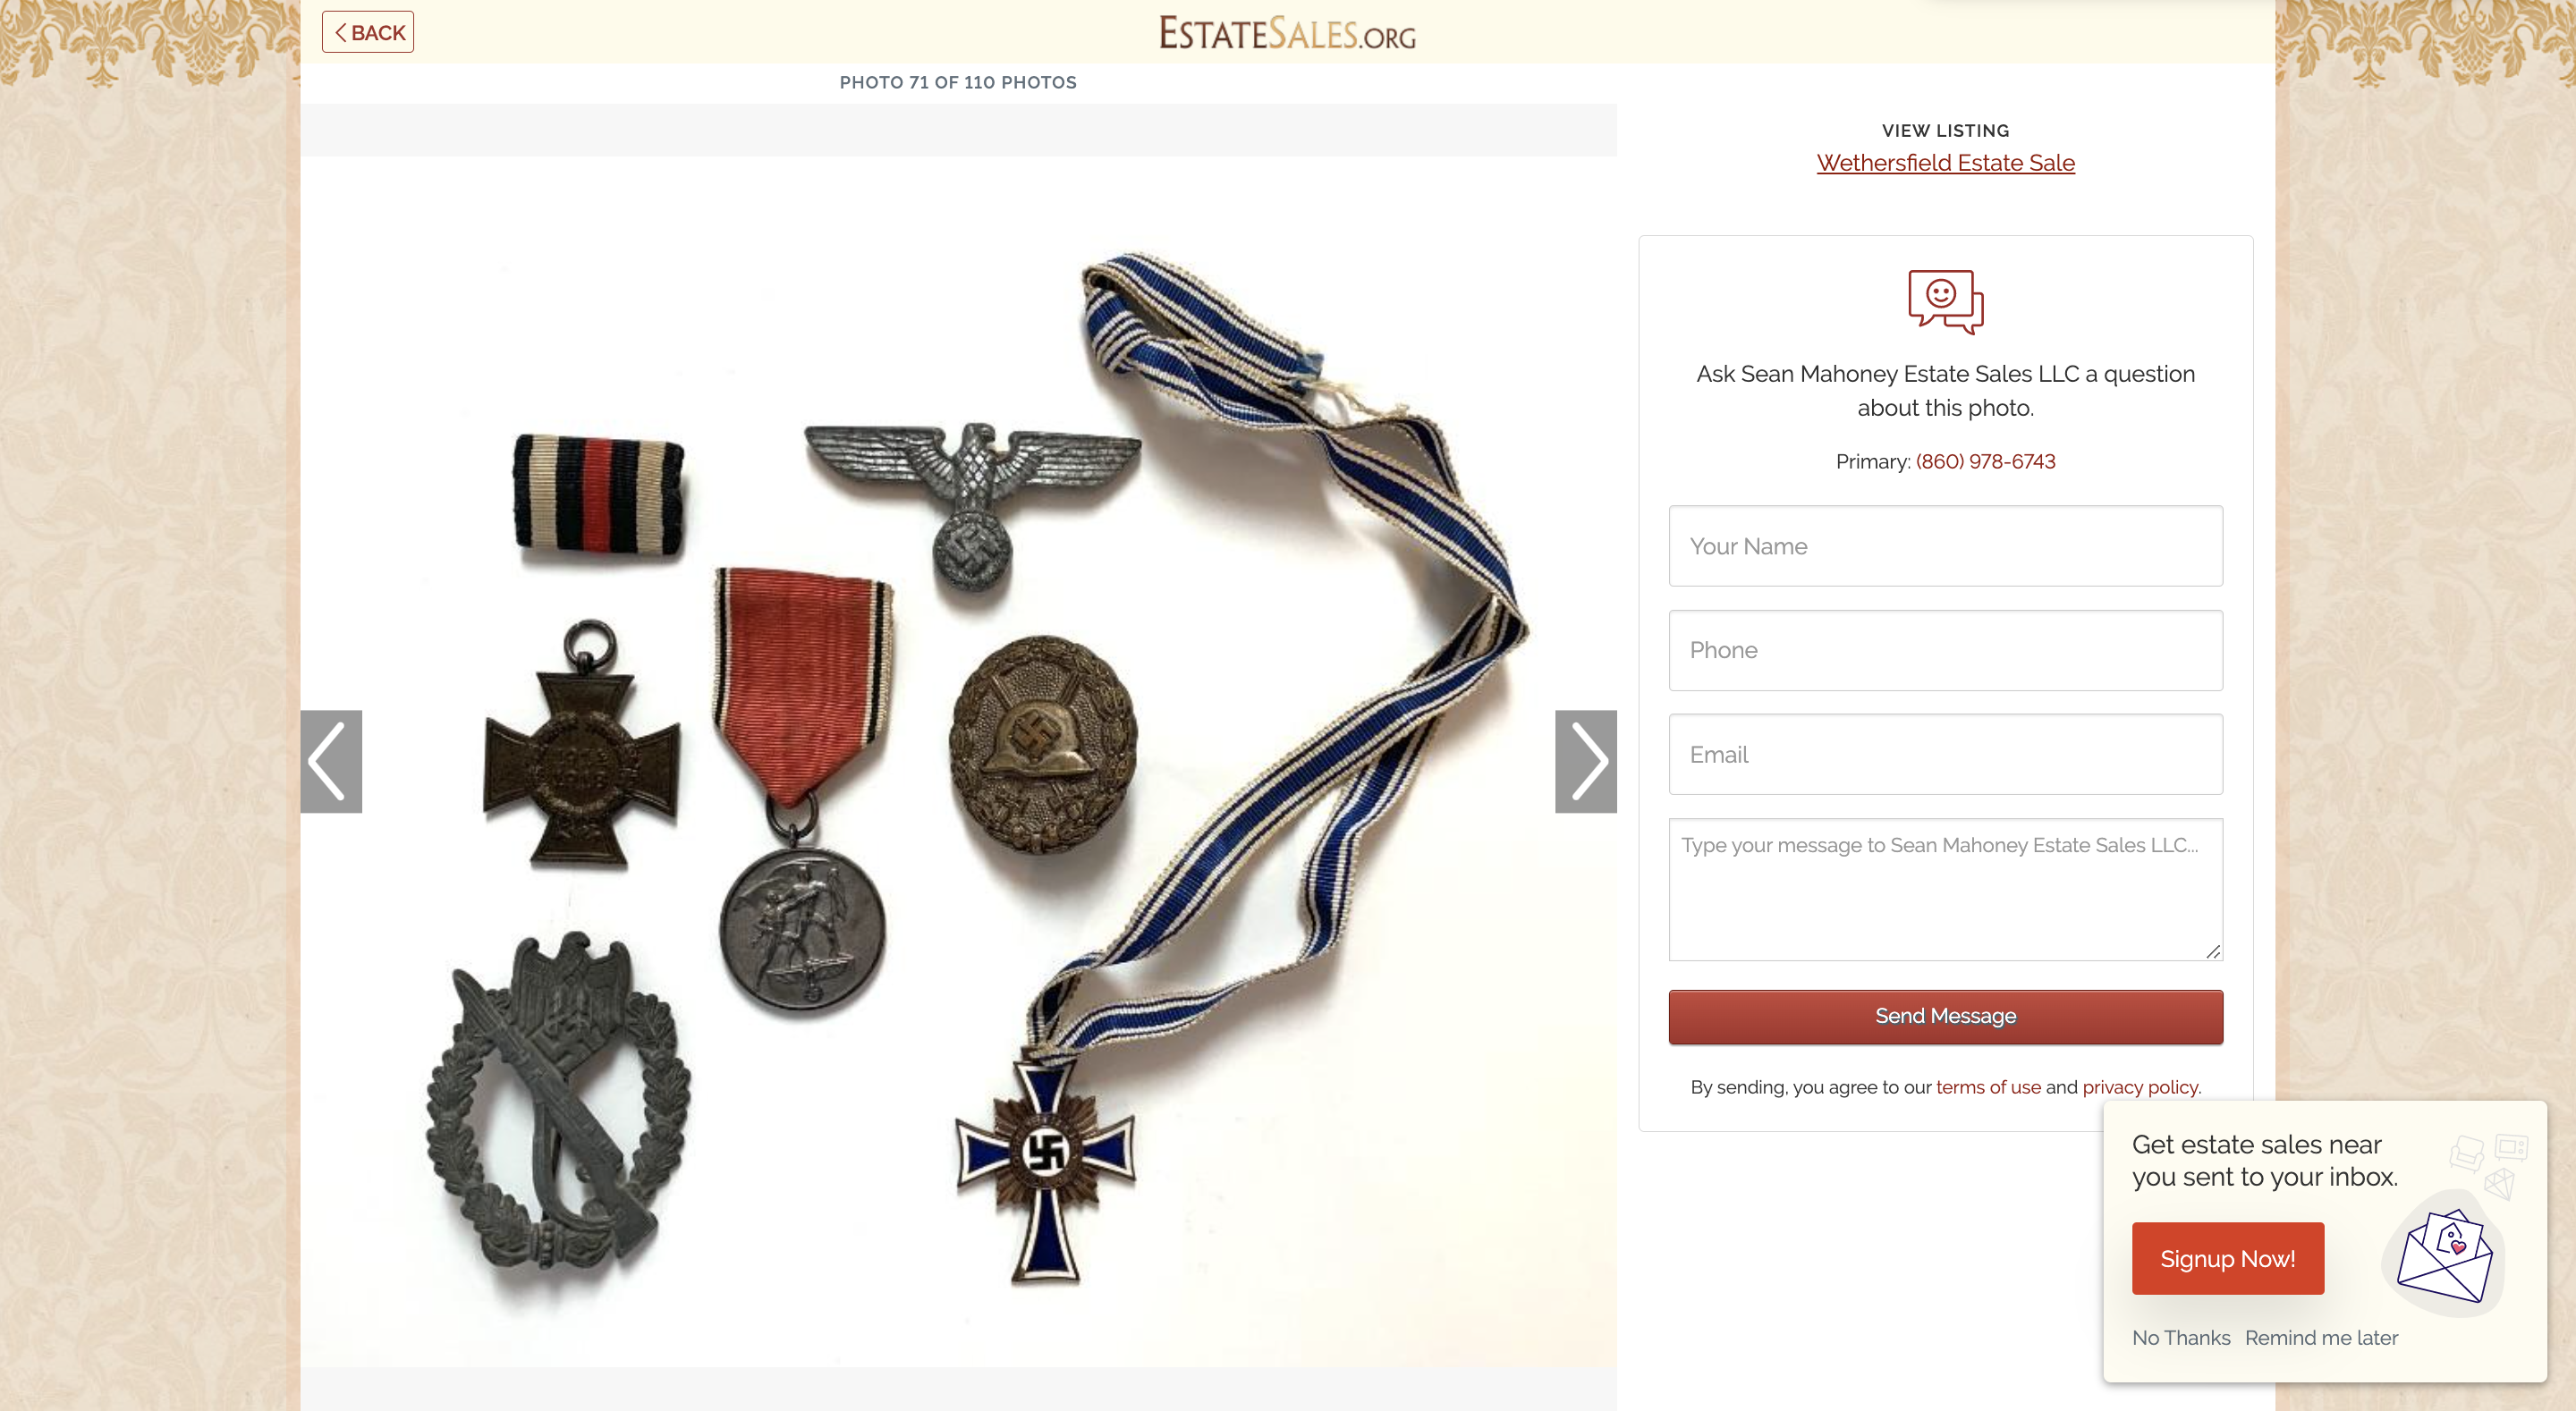 BACK
ESTATESALES.ORG
PHOTO 71 OF 110 PHOTOS
VIEW LISTING
Wethersfield Estate Sale
Ask Sean Mahoney Estate Sales LLC a question
about this photo.
Primary: (860) 978-6743
Your Name
Phone
Email
Type your message to Sean Mahoney Estate Sales LLC...
Send Message
By sending, you agree to our terms of use and privacy policy.
Get estate sales near
you sent to your inbox.
Signup Now!
No Thanks Remind me later
1918